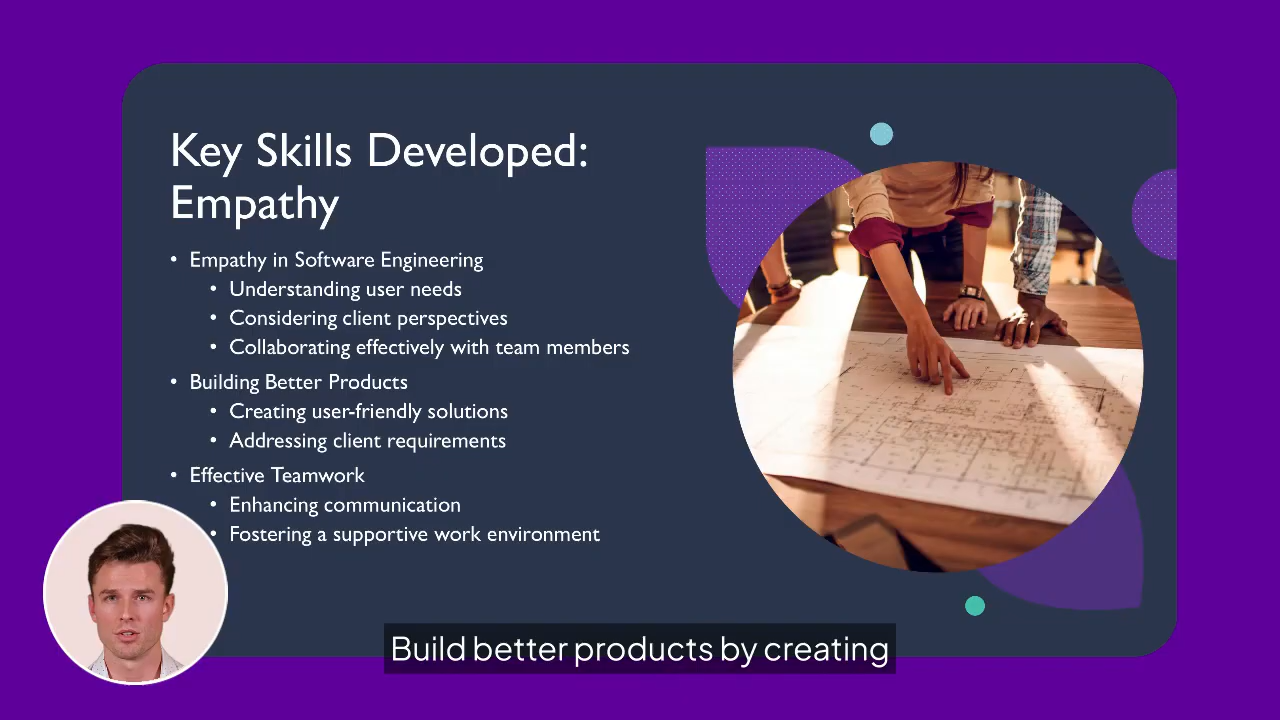 Key Skills Developed:
Empathy
• Empathy in Software Engineering
• Understanding user needs
• Considering client perspectives
• Collaborating effectively with team members
• Building Better Products
• Creating user-friendly solutions
• Addressing client requirements
• Effective Teamwork
• Enhancing communication
• Fostering a supportive work environment
Build better products by creating